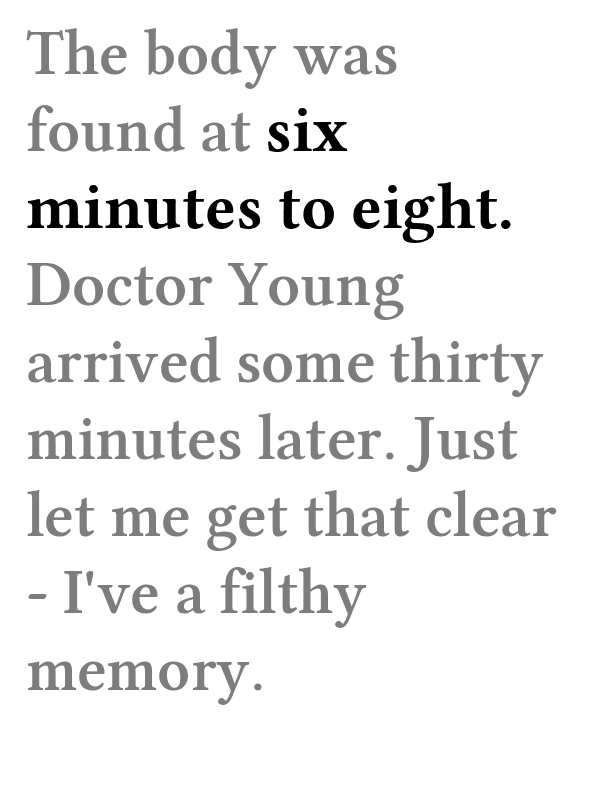 The body was
found at six
minutes to eight.
Doctor Young
arrived some thirty
minutes later. Just
let me get that clear
- I've a filthy
memory.